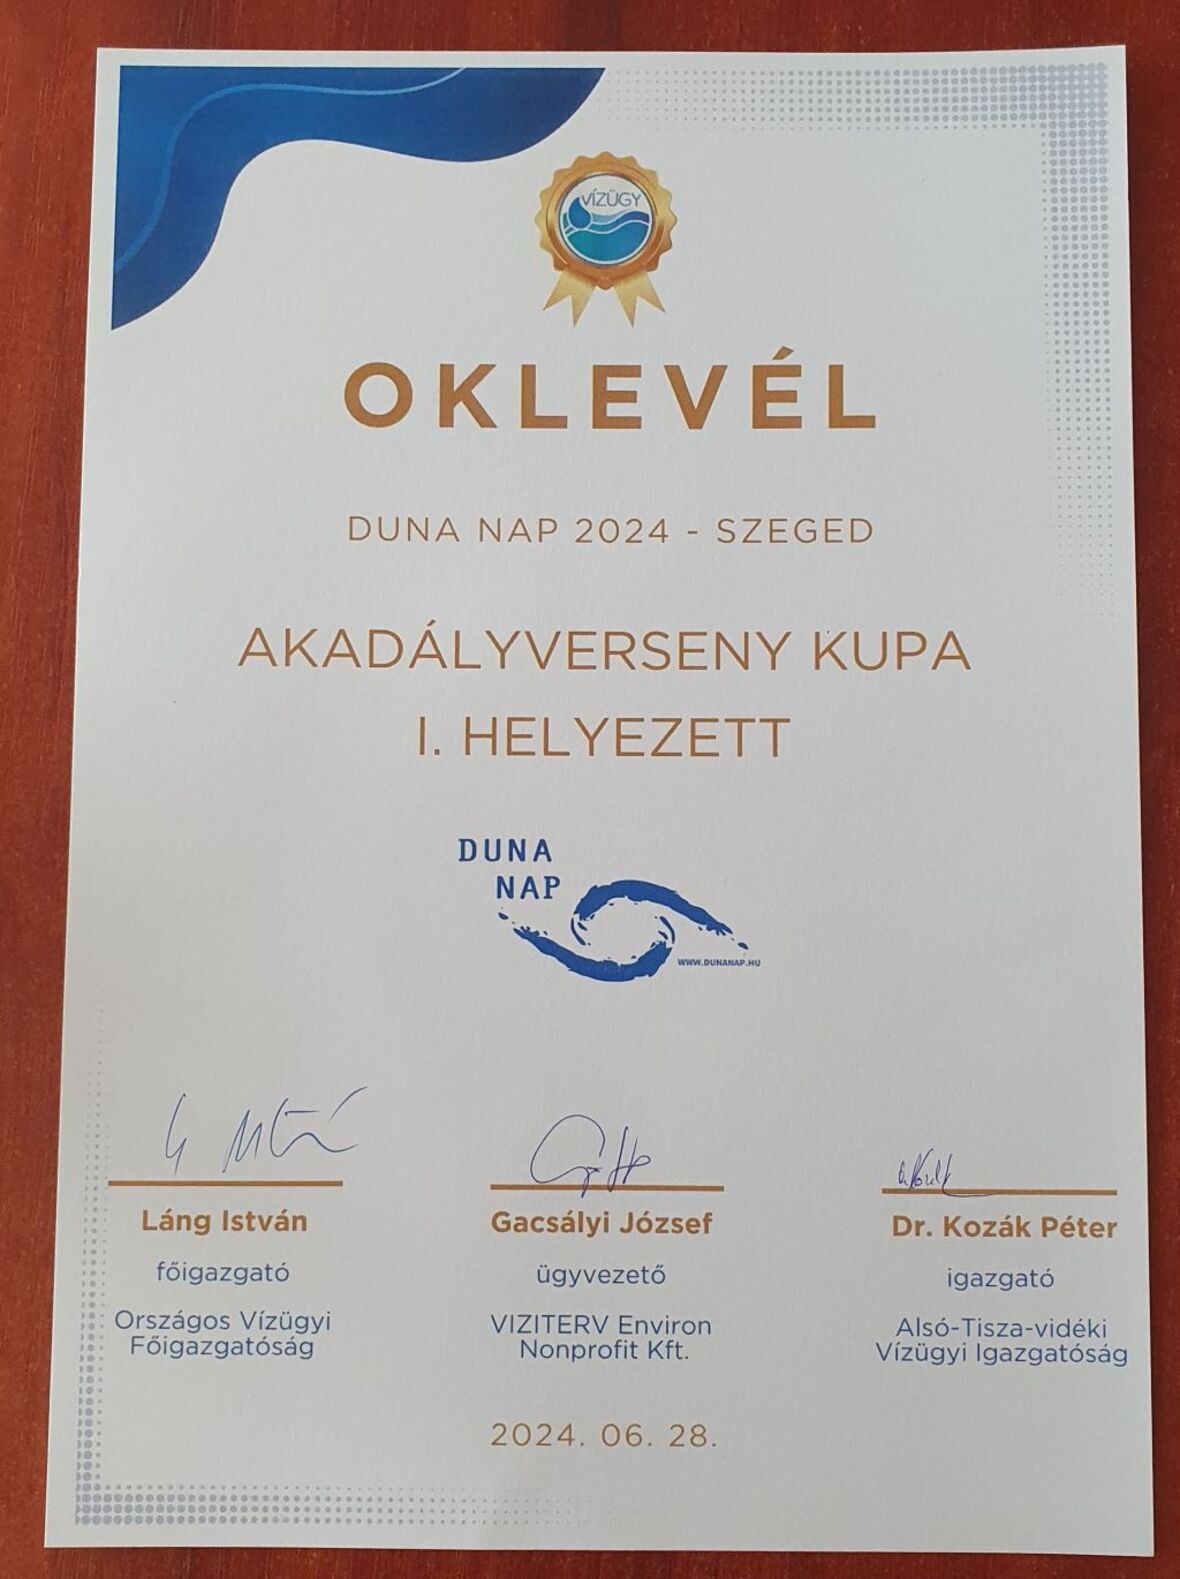 VÍZÜGY
OKLEVÉL
DUNA NAP 2024 - SZEGED
AKADÁLYVERSENY KUPA
I. HELYEZETT
DUNA
NAP
WWW.DUNANAP.HU
Láng István
főigazgató
Országos Vízügyi
Főigazgatóság
Gacsályi József
ügyvezető
VIZITERV Environ
Nonprofit Kft.
Dr. Kozák Péter
igazgató
Alsó-Tisza-vidéki
Vízügyi Igazgatóság
2024. 06. 28.